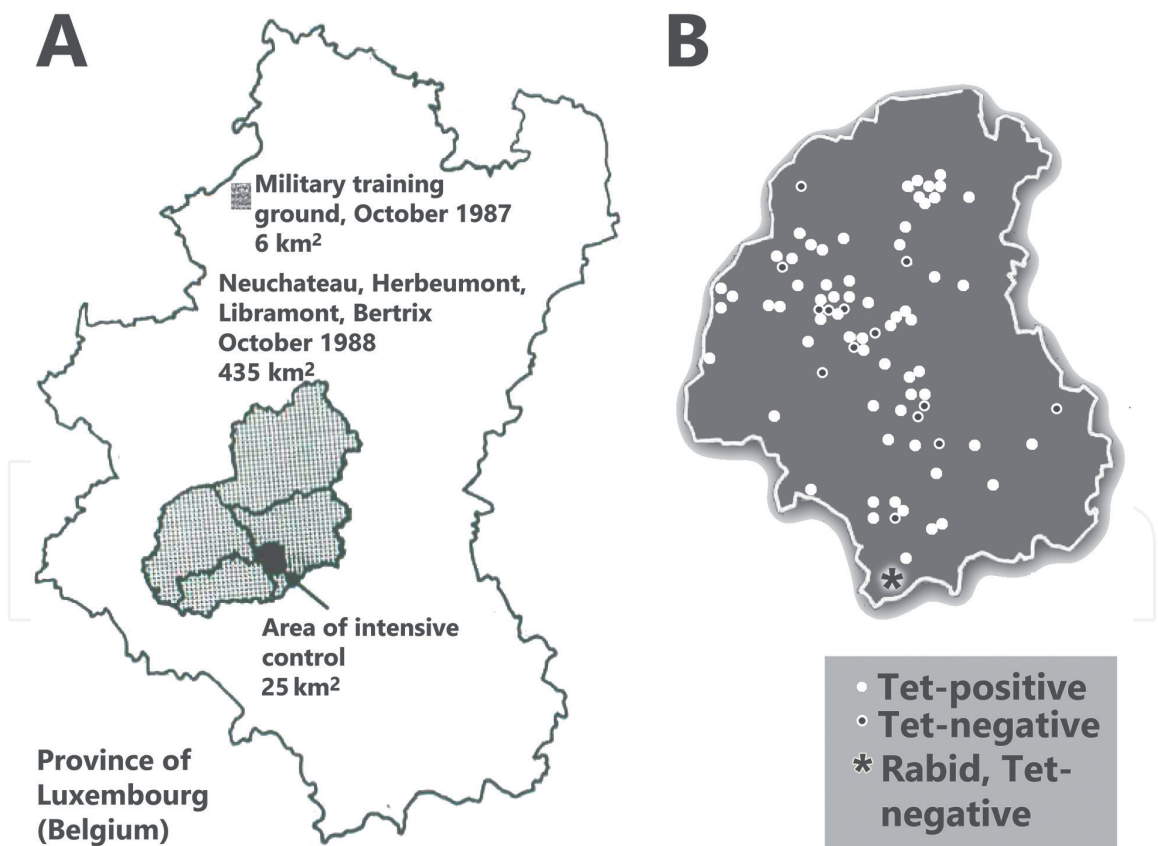 A
Military training
ground, October 1987
6 km²
Neuchateau, Herbeumont,
Libramont, Bertrix
October 1988
435 km²
Area of intensive
control
25 km²
Province of
Luxembourg
(Belgium)
B
Tet-positive
Tet-negative
* Rabid, Tet-
negative